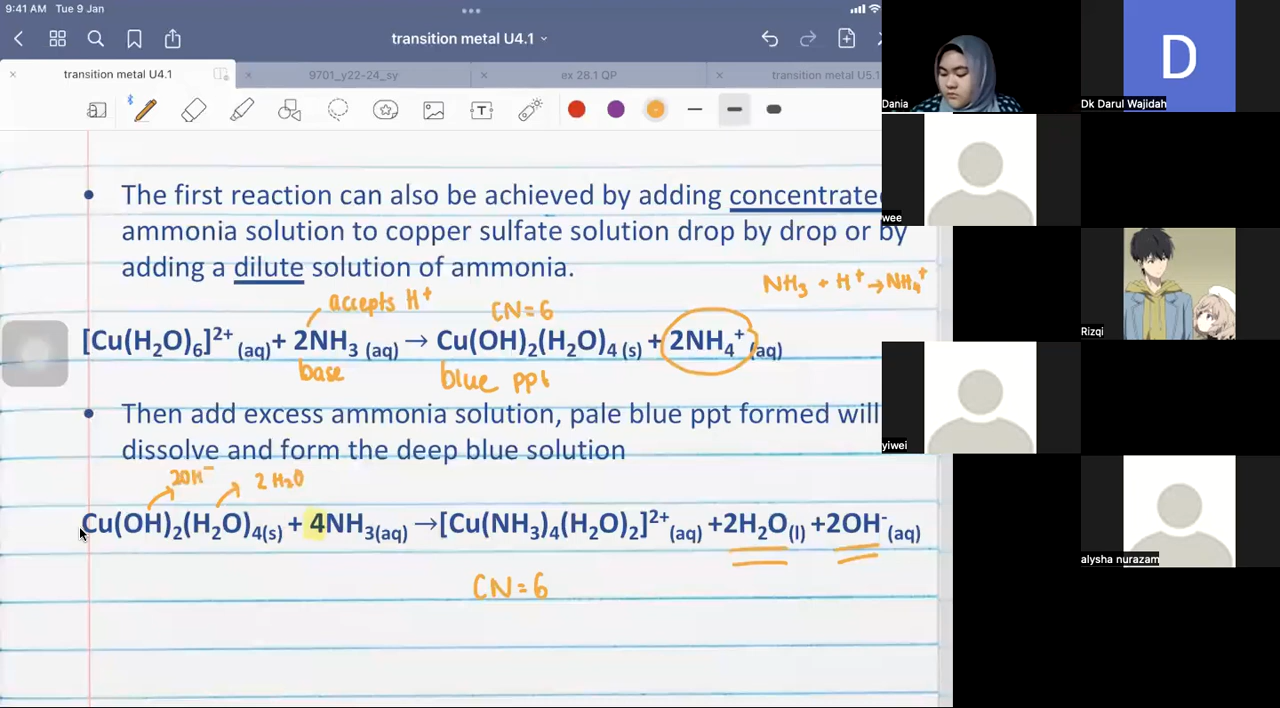 9:41 AM Tue 9 Jan
transition metal U4.1
transition metal U4.1
9701_y22-24_sy
ex 28.1 QP
transition metal U5.1
• The first reaction can also be achieved by adding concentrated
ammonia solution to copper sulfate solution drop by drop or by
adding a dilute solution of ammonia.
NH₃ + H⁺ → NH₄⁺
accepts H⁺
CN = 6
[Cu(H₂O)₆]²⁺ (aq) + 2NH₃ (aq) → Cu(OH)₂(H₂O)₄ (s) + 2NH₄⁺ (aq)
base
blue ppt
• Then add excess ammonia solution, pale blue ppt formed will
dissolve and form the deep blue solution
2OH⁻
2H₂O
Cu(OH)₂(H₂O)₄(s) + 4NH₃(aq) → [Cu(NH₃)₄(H₂O)₂]²⁺ (aq) +2H₂O(l) +2OH⁻(aq)
CN = 6
Dania
D
Dk Darul Wajidah
wee
Rizqi
yiwei
alysha nurazam